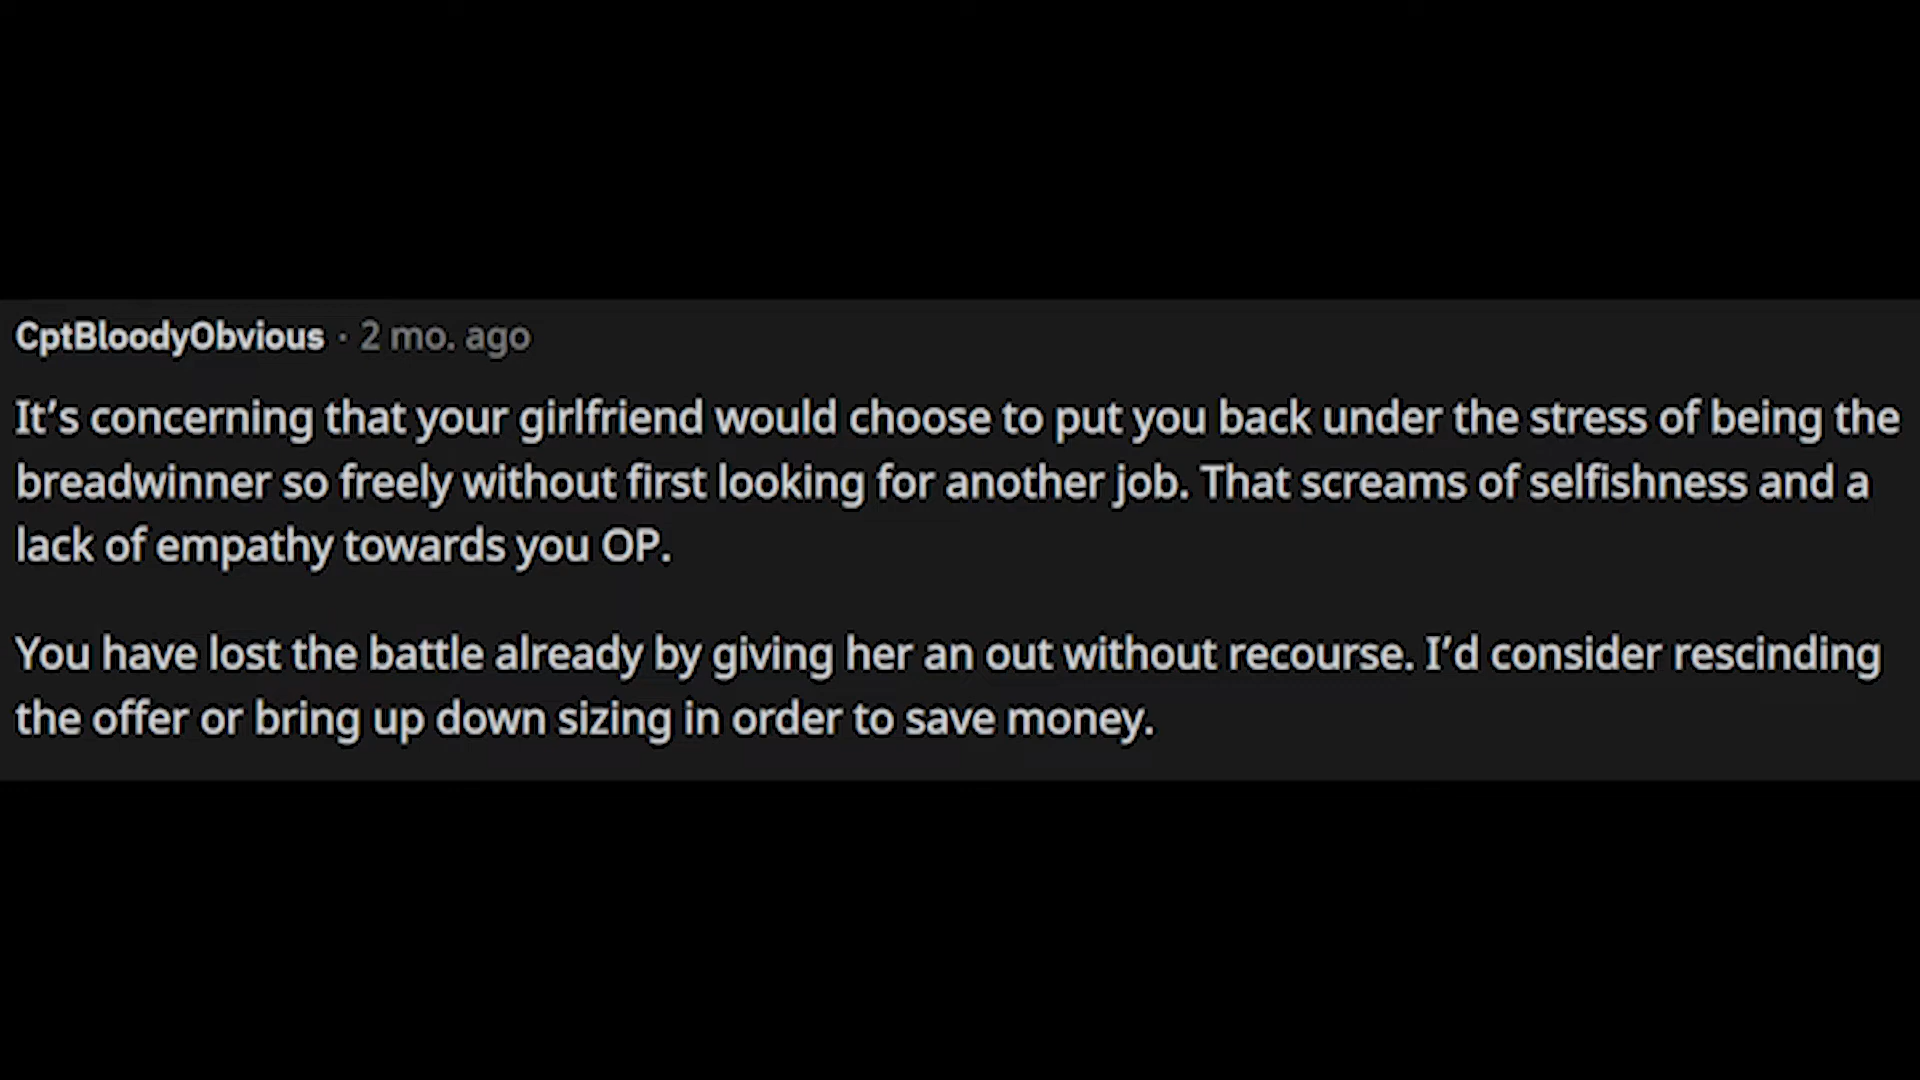 CptBloodyObvious · 2 mo. ago
It’s concerning that your girlfriend would choose to put you back under the stress of being the
breadwinner so freely without first looking for another job. That screams of selfishness and a
lack of empathy towards you OP.
You have lost the battle already by giving her an out without recourse. I’d consider rescinding
the offer or bring up down sizing in order to save money.